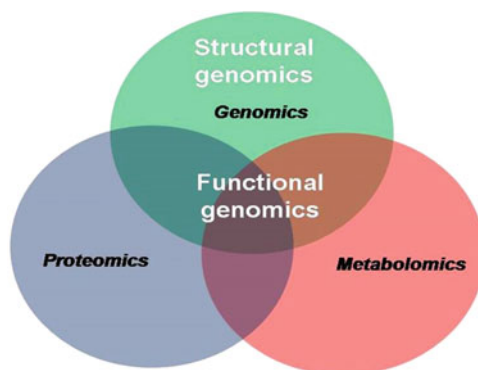 Structural
genomics
Genomics
Functional
genomics
Proteomics
Metabolomics